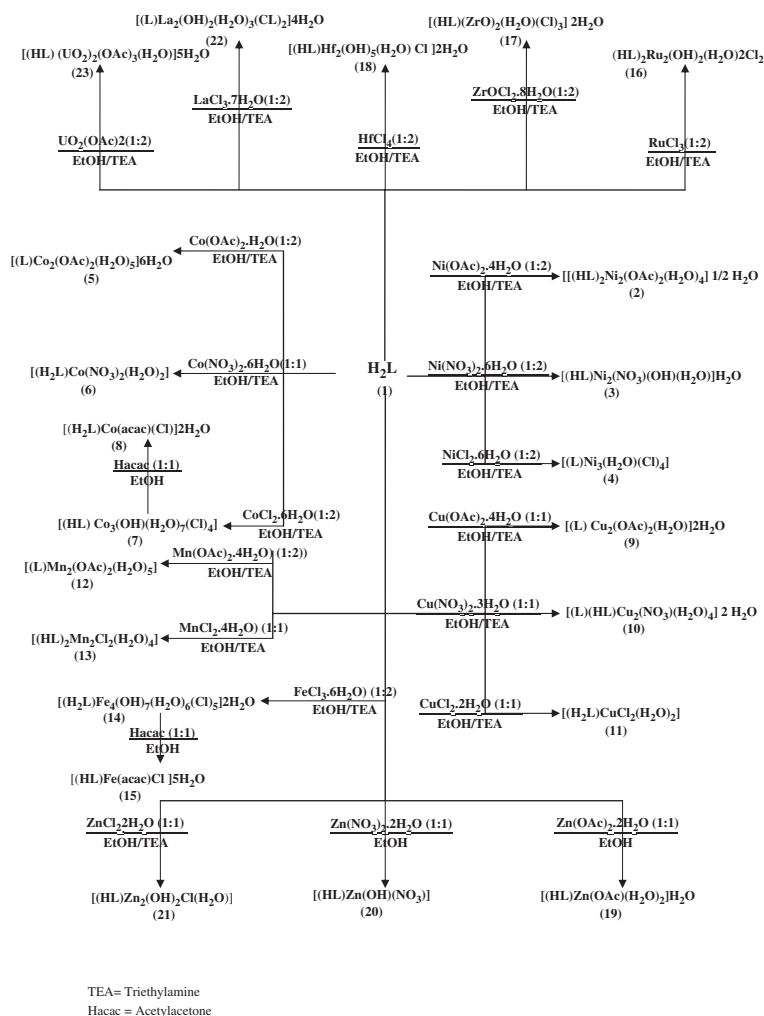 [(L)La₂(OH)₂(H₂O)₃(CL)₂]4H₂O
(22)
[(HL)(ZrO)₂(H₂O)(Cl)₃] 2H₂O
(17)
[(HL) (UO₂)₂(OAc)₃(H₂O)]5H₂O
(23)
[(HL)Hf₂(OH)₅(H₂O) Cl ]2H₂O
(18)
(HL)₂Ru₂(OH)₂(H₂O)2Cl₂
(16)
LaCl₃.7H₂O(1:2)
EtOH/TEA
ZrOCl₂.8H₂O(1:2)
EtOH/TEA
UO₂(OAc)2(1:2)
EtOH/TEA
HfCl₄(1:2)
EtOH/TEA
RuCl₃(1:2)
EtOH/TEA
Co(OAc)₂.H₂O(1:2)
EtOH/TEA
[(L)Co₂(OAc)₂(H₂O)₅]6H₂O
(5)
Ni(OAc)₂.4H₂O (1:2)
EtOH/TEA
[[(HL)₂Ni₂(OAc)₂(H₂O)₄] 1/2 H₂O
(2)
[(H₂L)Co(NO₃)₂(H₂O)₂]
(6)
Co(NO₃)₂.6H₂O(1:1)
EtOH/TEA
H₂L
(1)
Ni(NO₃)₂.6H₂O (1:2)
EtOH/TEA
[(HL)Ni₂(NO₃)(OH)(H₂O)]H₂O
(3)
[(H₂L)Co(acac)(Cl)]2H₂O
(8)
Hacac (1:1)
EtOH
NiCl₂.6H₂O (1:2)
EtOH/TEA
[(L)Ni₃(H₂O)(Cl)₄]
(4)
[(HL) Co₃(OH)(H₂O)₇(Cl)₄]
(7)
CoCl₂.6H₂O(1:2)
EtOH/TEA
Cu(OAc)₂.4H₂O (1:1)
EtOH/TEA
[(L) Cu₂(OAc)₂(H₂O)]2H₂O
(9)
[(L)Mn₂(OAc)₂(H₂O)₅]
(12)
Mn(OAc)₂.4H₂O) (1:2))
EtOH/TEA
Cu(NO₃)₂.3H₂O (1:1)
EtOH/TEA
[(L)(HL)Cu₂(NO₃)(H₂O)₄] 2 H₂O
(10)
[(HL)₂Mn₂Cl₂(H₂O)₄]
(13)
MnCl₂.4H₂O) (1:1)
EtOH/TEA
[(H₂L)Fe₄(OH)₇(H₂O)₆(Cl)₅]2H₂O
(14)
FeCl₃.6H₂O) (1:2)
EtOH/TEA
CuCl₂.2H₂O (1:1)
EtOH/TEA
[(H₂L)CuCl₂(H₂O)₂]
(11)
Hacac (1:1)
EtOH
[(HL)Fe(acac)Cl ]5H₂O
(15)
ZnCl₂2H₂O (1:1)
EtOH/TEA
Zn(NO₃)₂.2H₂O (1:1)
EtOH
Zn(OAc)₂.2H₂O (1:1)
EtOH
[(HL)Zn₂(OH)₂Cl(H₂O)]
(21)
[(HL)Zn(OH)(NO₃)]
(20)
[(HL)Zn(OAc)(H₂O)₂]H₂O
(19)
TEA= Triethylamine
Hacac = Acetylacetone